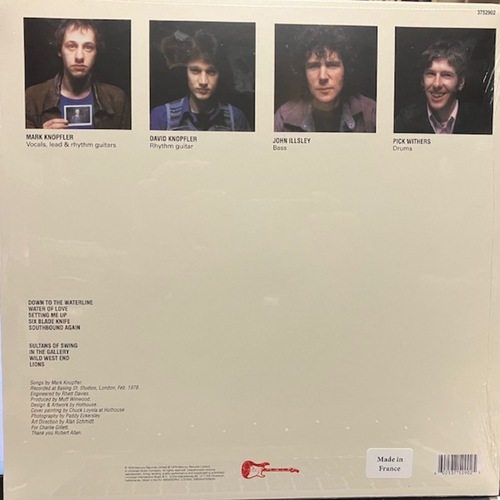 3752902
MARK KNOPFLER
Vocals, lead & rhythm guitars
DAVID KNOPFLER
Rhythm guitar
JOHN ILLSLEY
Bass
PICK WITHERS
Drums
DOWN TO THE WATERLINE
WATER OF LOVE
SETTING ME UP
SIX BLADE KNIFE
SOUTHBOUND AGAIN
SULTANS OF SWING
IN THE GALLERY
WILD WEST END
LIONS
Songs by Mark Knopfler.
Recorded at Basing St. Studios, London, Feb. 1978.
Engineered by Rhett Davies.
Produced by Muff Winwood.
Design & Artwork by Hothouse.
Cover painting by Chuck Loyola at Hothouse
Photography by Paddy Eckersley
Art Direction by Alan Schmidt.
For Charlie Gillett.
Thank you Robert Allan.
Made in
France